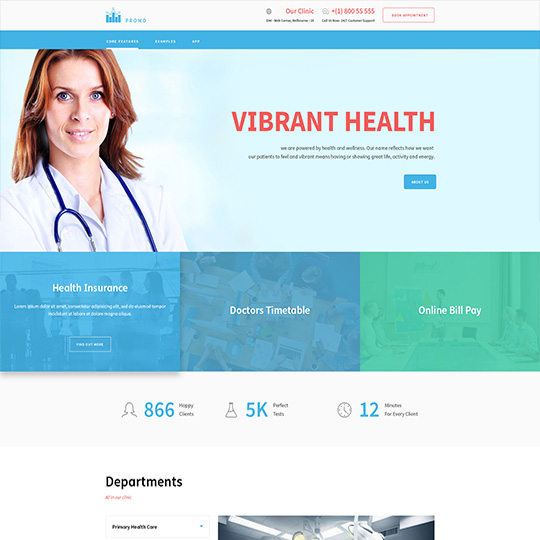 PROMO
Our Clinic
+(1) 800 55 555
BOOK APPOINTMENT
Call Us Now 24/7 Customer Support
CORE FEATURES
EXAMPLES
APP
VIBRANT HEALTH
we are powered by health and wellness. Our name reflects how we want
our patients to feel and vibrant means having or showing great life, activity and energy.
ABOUT US
Health Insurance
Lorem ipsum dolor sit amet, consectetur adipisicing elit, sed do eiusmod tempor
incididunt ut labore et dolore magna aliqua.
FIND OUT MORE
Doctors Timetable
Online Bill Pay
866
Happy
Clients
5K
Perfect
Tests
12
Minutes
For Every Client
Departments
All in our clinic
Primary Health Care